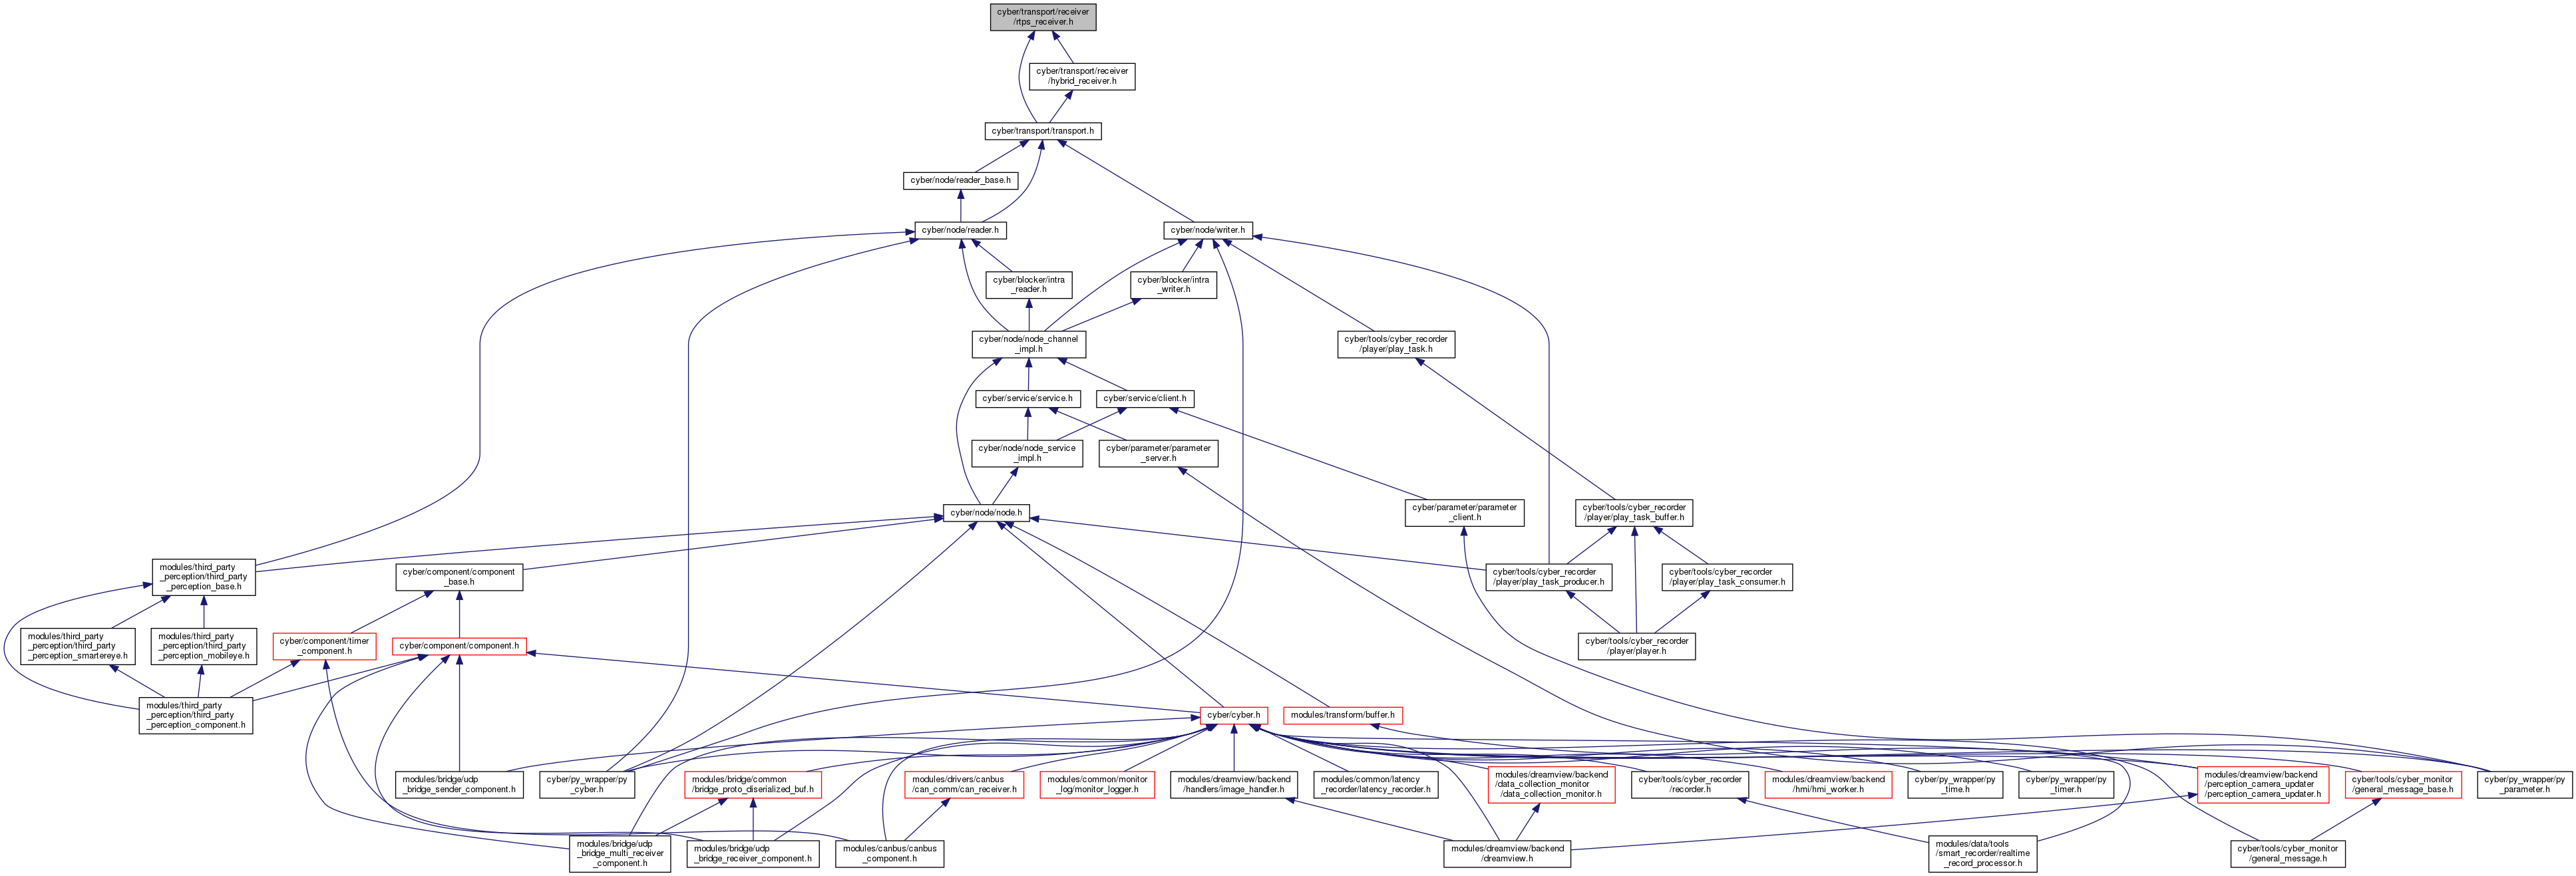 cyber/transport/receiver
/rtps_receiver.h
cyber/transport/receiver
/hybrid_receiver.h
cyber/transport/transport.h
cyber/node/reader_base.h
cyber/node/reader.h
cyber/node/writer.h
cyber/blocker/intra
_reader.h
cyber/blocker/intra
_writer.h
cyber/node/node_channel
_impl.h
cyber/tools/cyber_recorder
/player/play_task.h
cyber/service/service.h
cyber/service/client.h
cyber/node/node_service
_impl.h
cyber/parameter/parameter
_server.h
cyber/node/node.h
cyber/parameter/parameter
_client.h
cyber/tools/cyber_recorder
/player/play_task_buffer.h
modules/third_party
_perception/third_party
_perception_base.h
cyber/component/component
_base.h
cyber/tools/cyber_recorder
/player/play_task_producer.h
cyber/tools/cyber_recorder
/player/play_task_consumer.h
modules/third_party
_perception/third_party
_perception_smartereye.h
modules/third_party
_perception/third_party
_perception_mobileye.h
cyber/component/timer
_component.h
cyber/component/component.h
cyber/tools/cyber_recorder
/player/player.h
modules/third_party
_perception/third_party
_perception_component.h
cyber/cyber.h
modules/transform/buffer.h
modules/bridge/udp
_bridge_sender_component.h
cyber/py_wrapper/py
_cyber.h
modules/bridge/common
/bridge_proto_diserialized_buf.h
modules/drivers/canbus
/can_comm/can_receiver.h
modules/common/monitor
_log/monitor_logger.h
modules/dreamview/backend
/handlers/image_handler.h
modules/common/latency
_recorder/latency_recorder.h
modules/dreamview/backend
/data_collection_monitor
/data_collection_monitor.h
cyber/tools/cyber_recorder
/recorder.h
modules/dreamview/backend
/hmi/hmi_worker.h
cyber/py_wrapper/py
_time.h
cyber/py_wrapper/py
_timer.h
modules/dreamview/backend
/perception_camera_updater
/perception_camera_updater.h
cyber/tools/cyber_monitor
/general_message_base.h
cyber/py_wrapper/py
_parameter.h
modules/bridge/udp
_bridge_multi_receiver
_component.h
modules/bridge/udp
_bridge_receiver_component.h
modules/canbus/canbus
_component.h
modules/dreamview/backend
/dreamview.h
modules/data/tools
/smart_recorder/realtime
_record_processor.h
cyber/tools/cyber_monitor
/general_message.h